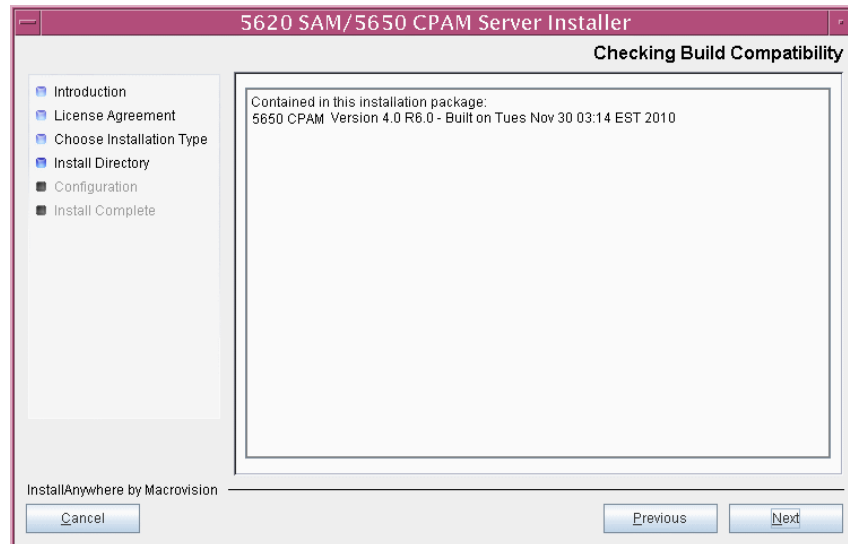 5620 SAM/5650 CPAM Server Installer
Checking Build Compatibility
Introduction
License Agreement
Choose Installation Type
Install Directory
Configuration
Install Complete
Contained in this installation package:
5650 CPAM Version 4.0 R6.0 - Built on Tues Nov 30 03:14 EST 2010
InstallAnywhere by Macrovision
Cancel
Previous
Next